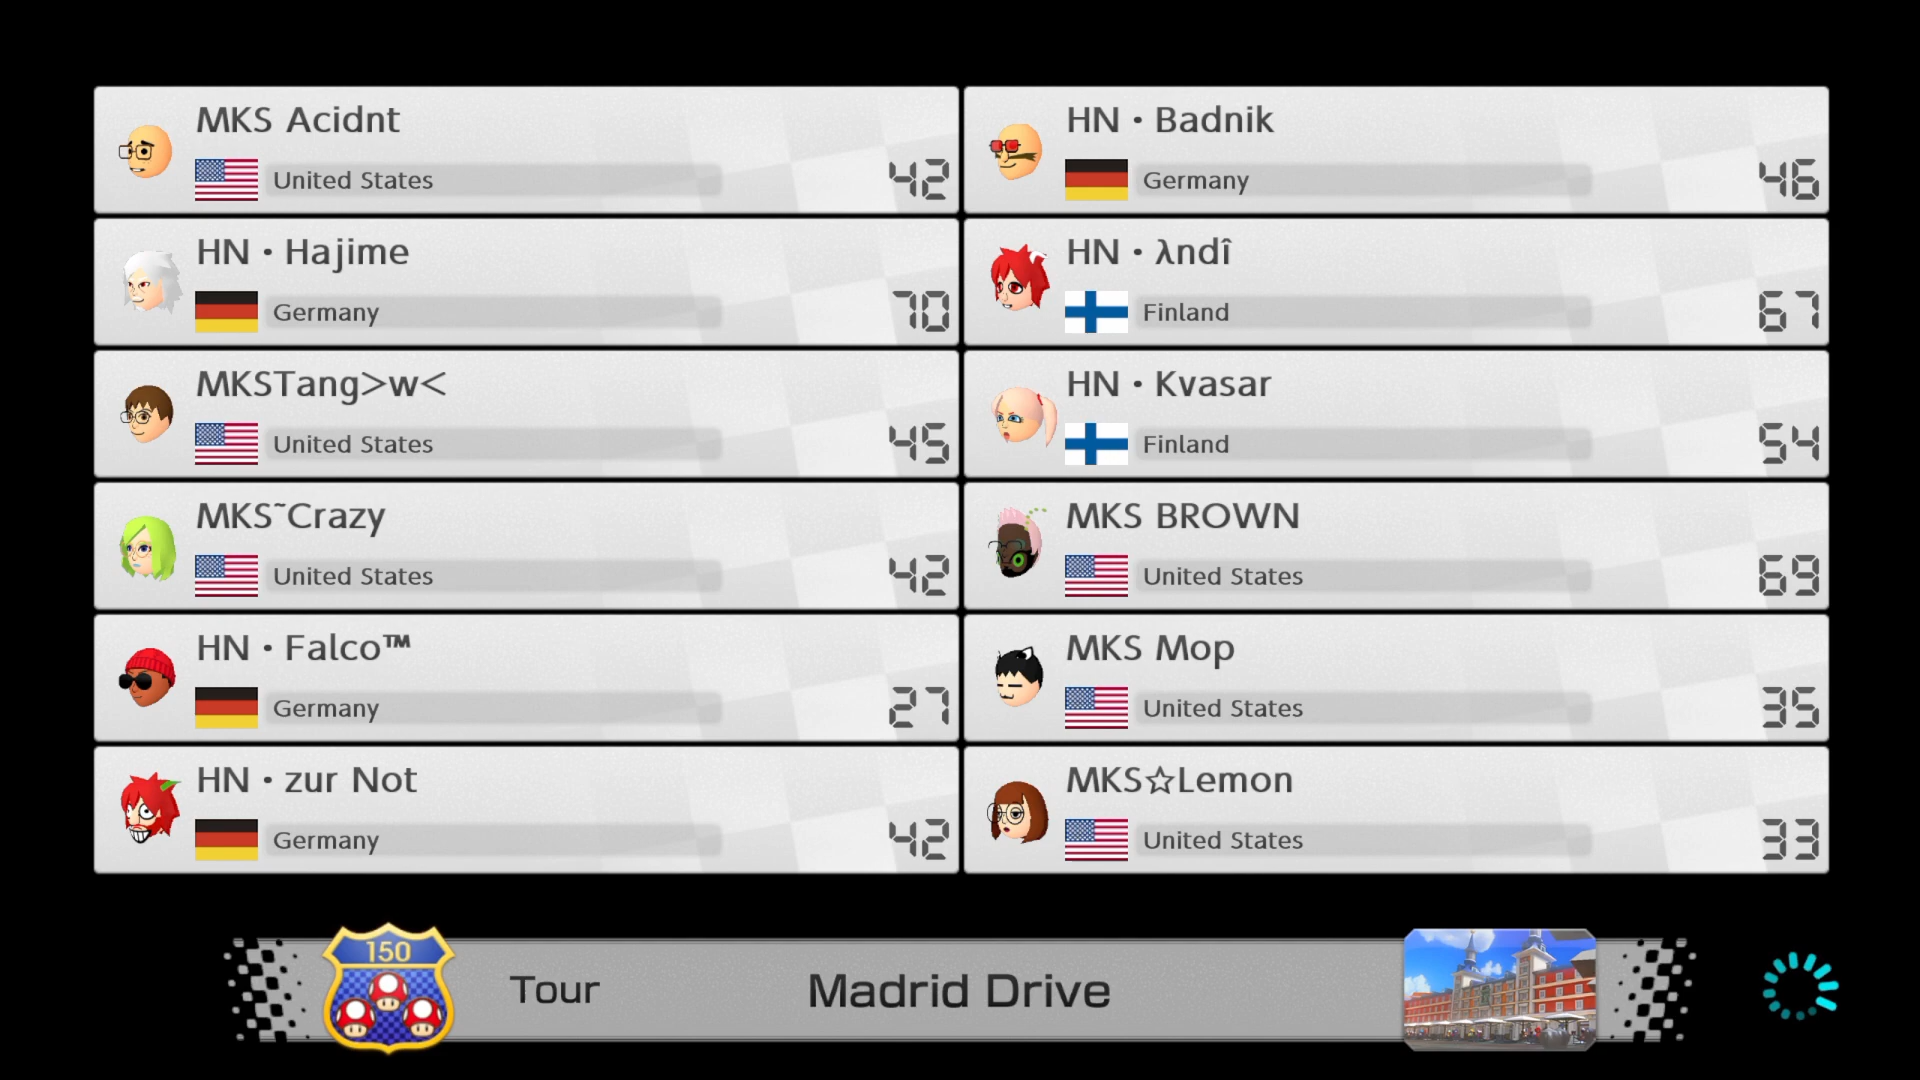 MKS Acidnt
United States
42
HN・Badnik
Germany
46
HN・Hajime
Germany
70
HN・λndî
Finland
67
MKSTang>w<
United States
45
HN・Kvasar
Finland
54
MKS~Crazy
United States
42
MKS BROWN
United States
69
HN・Falco™
Germany
27
MKS Mop
United States
35
HN・zur Not
Germany
42
MKS☆Lemon
United States
33
150
Tour
Madrid Drive